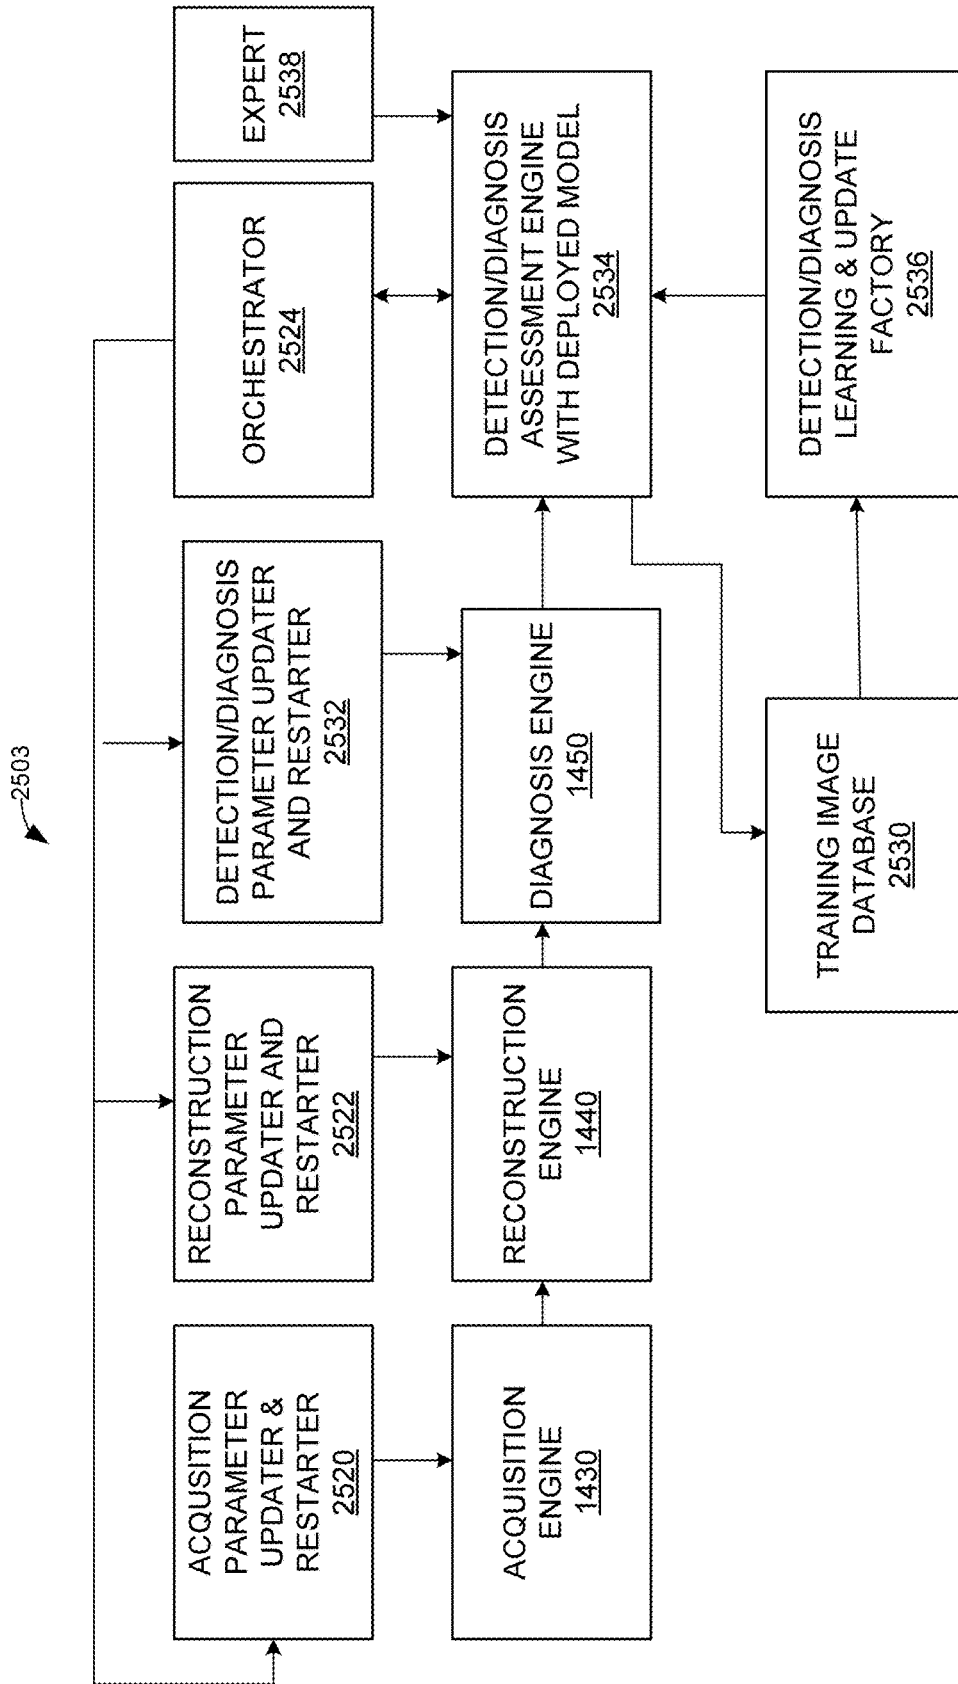 2503
ACQUSITION
PARAMETER
UPDATER &
RESTARTER
2520
RECONSTRUCTION
PARAMETER
UPDATER AND
RESTARTER
2522
DETECTION/DIAGNOSIS
PARAMETER UPDATER
AND RESTARTER
2532
ORCHESTRATOR
2524
EXPERT
2538
ACQUISITION
ENGINE
1430
RECONSTRUCTION
ENGINE
1440
DIAGNOSIS ENGINE
1450
DETECTION/DIAGNOSIS
ASSESSMENT ENGINE
WITH DEPLOYED MODEL
2534
TRAINING IMAGE
DATABASE
2530
DETECTION/DIAGNOSIS
LEARNING & UPDATE
FACTORY
2536